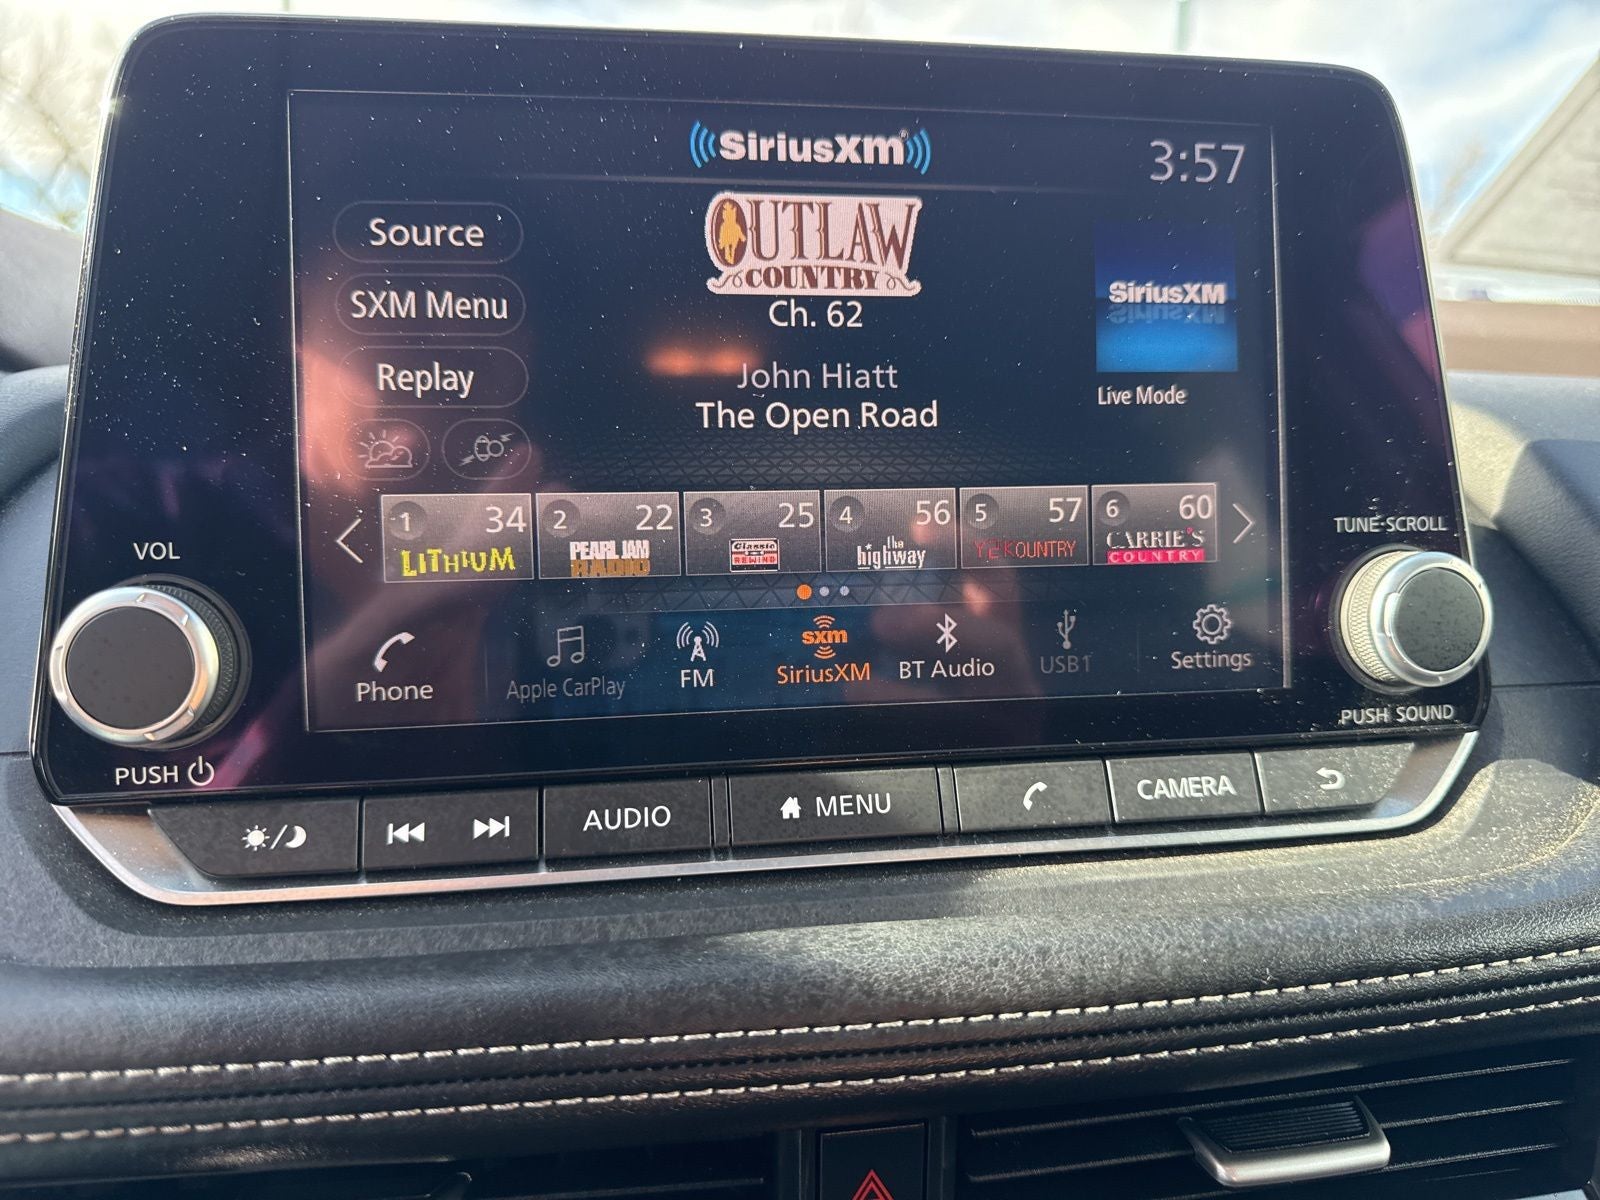 SiriusXM
3:57
Source
SXM Menu
Replay
OUTLAW
COUNTRY
Ch. 62
John Hiatt
The Open Road
SiriusXM
Live Mode
1 34
LITHIUM
2 22
PEARL JAM
RADIO
3 25
Classic
REWIND
4 56
the
highway
5 57
Y2KOUNTRY
6 60
CARRIE'S
COUNTRY
Phone
Apple CarPlay
FM
sxm
SiriusXM
BT Audio
USB1
Settings
VOL
PUSH
TUNE·SCROLL
PUSH SOUND
AUDIO
MENU
CAMERA